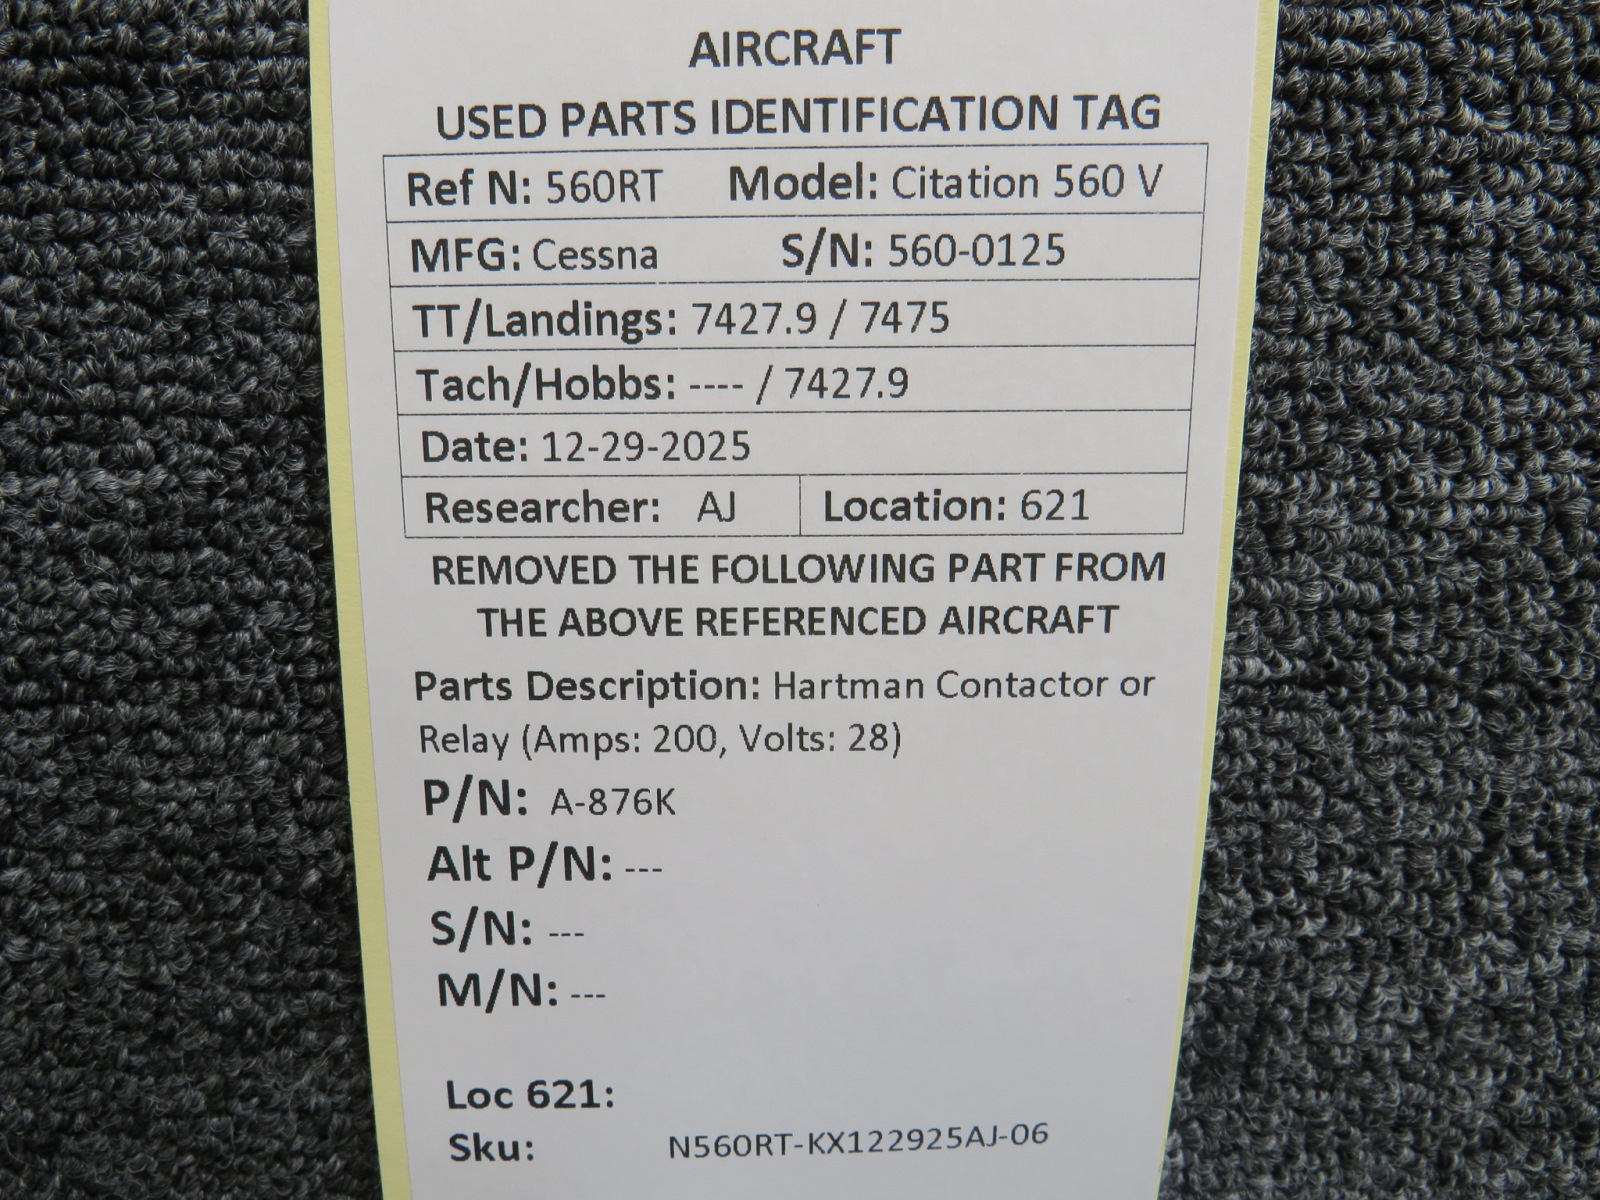 AIRCRAFT
USED PARTS IDENTIFICATION TAG
Ref N: 560RT Model: Citation 560 V
MFG: Cessna S/N: 560-0125
TT/Landings: 7427.9 / 7475
Tach/Hobbs: ---- / 7427.9
Date: 12-29-2025
Researcher: AJ Location: 621
REMOVED THE FOLLOWING PART FROM
THE ABOVE REFERENCED AIRCRAFT
Parts Description: Hartman Contactor or
Relay (Amps: 200, Volts: 28)
P/N: A-876K
Alt P/N: ---
S/N: ---
M/N: ---
Loc 621:
Sku: N560RT-KX122925AJ-06